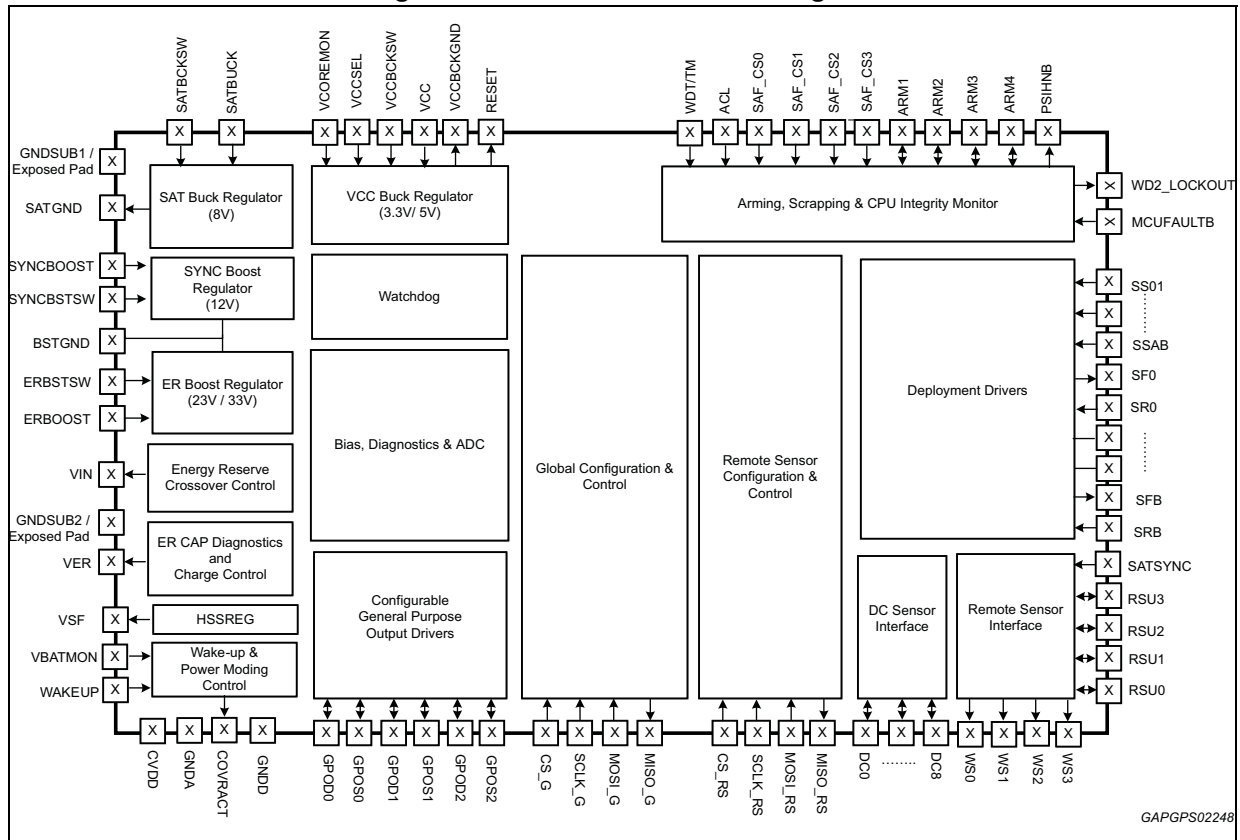 SATBCKSW
SATBUCK
VCOREMON
VCCSEL
VCCBCKSW
VCC
VCCBCKGND
RESET
WDT/TM
ACL
SAF_CS0
SAF_CS1
SAF_CS2
SAF_CS3
ARM1
ARM2
ARM3
ARM4
PSIHNB
X X X X X X X X X X X X X X X X X X X
GNDSUB1 /
Exposed Pad
X
SATGND
X
SAT Buck Regulator
(8V)
VCC Buck Regulator
(3.3V/ 5V)
Arming, Scrapping & CPU Integrity Monitor
X
WD2_LOCKOUT
X
MCUFAULTB
SYNCBOOST
X
SYNCBSTSW
X
SYNC Boost
Regulator
(12V)
Watchdog
BSTGND
X
ERBSTSW
X
ERBOOST
X
ER Boost Regulator
(23V / 33V)
Bias, Diagnostics & ADC
Global Configuration &
Control
Remote Sensor
Configuration &
Control
Deployment Drivers
X
SS01
X
........
X
SSAB
X
SF0
X
SR0
X
........
X
X
SFB
X
SRB
VIN
X
Energy Reserve
Crossover Control
GNDSUB2 /
Exposed Pad
X
VER
X
ER CAP Diagnostics
and
Charge Control
Configurable
General Purpose
Output Drivers
DC Sensor
Interface
Remote Sensor
Interface
X
SATSYNC
X
RSU3
X
RSU2
X
RSU1
X
RSU0
VSF
X
HSSREG
VBATMON
X
WAKEUP
X
Wake-up &
Power Moding
Control
X X X X X X X X X X X X X X X X X X X X X X X X X
CVDD
GNDA
COVRACT
GNDD
GPOD0
GPOS0
GPOD1
GPOS1
GPOD2
GPOS2
CS_G
SCLK_G
MOSI_G
MISO_G
CS_RS
SCLK_RS
MOSI_RS
MISO_RS
DC0
........
DC8
WS0
WS1
WS2
WS3
GAPGPS02248